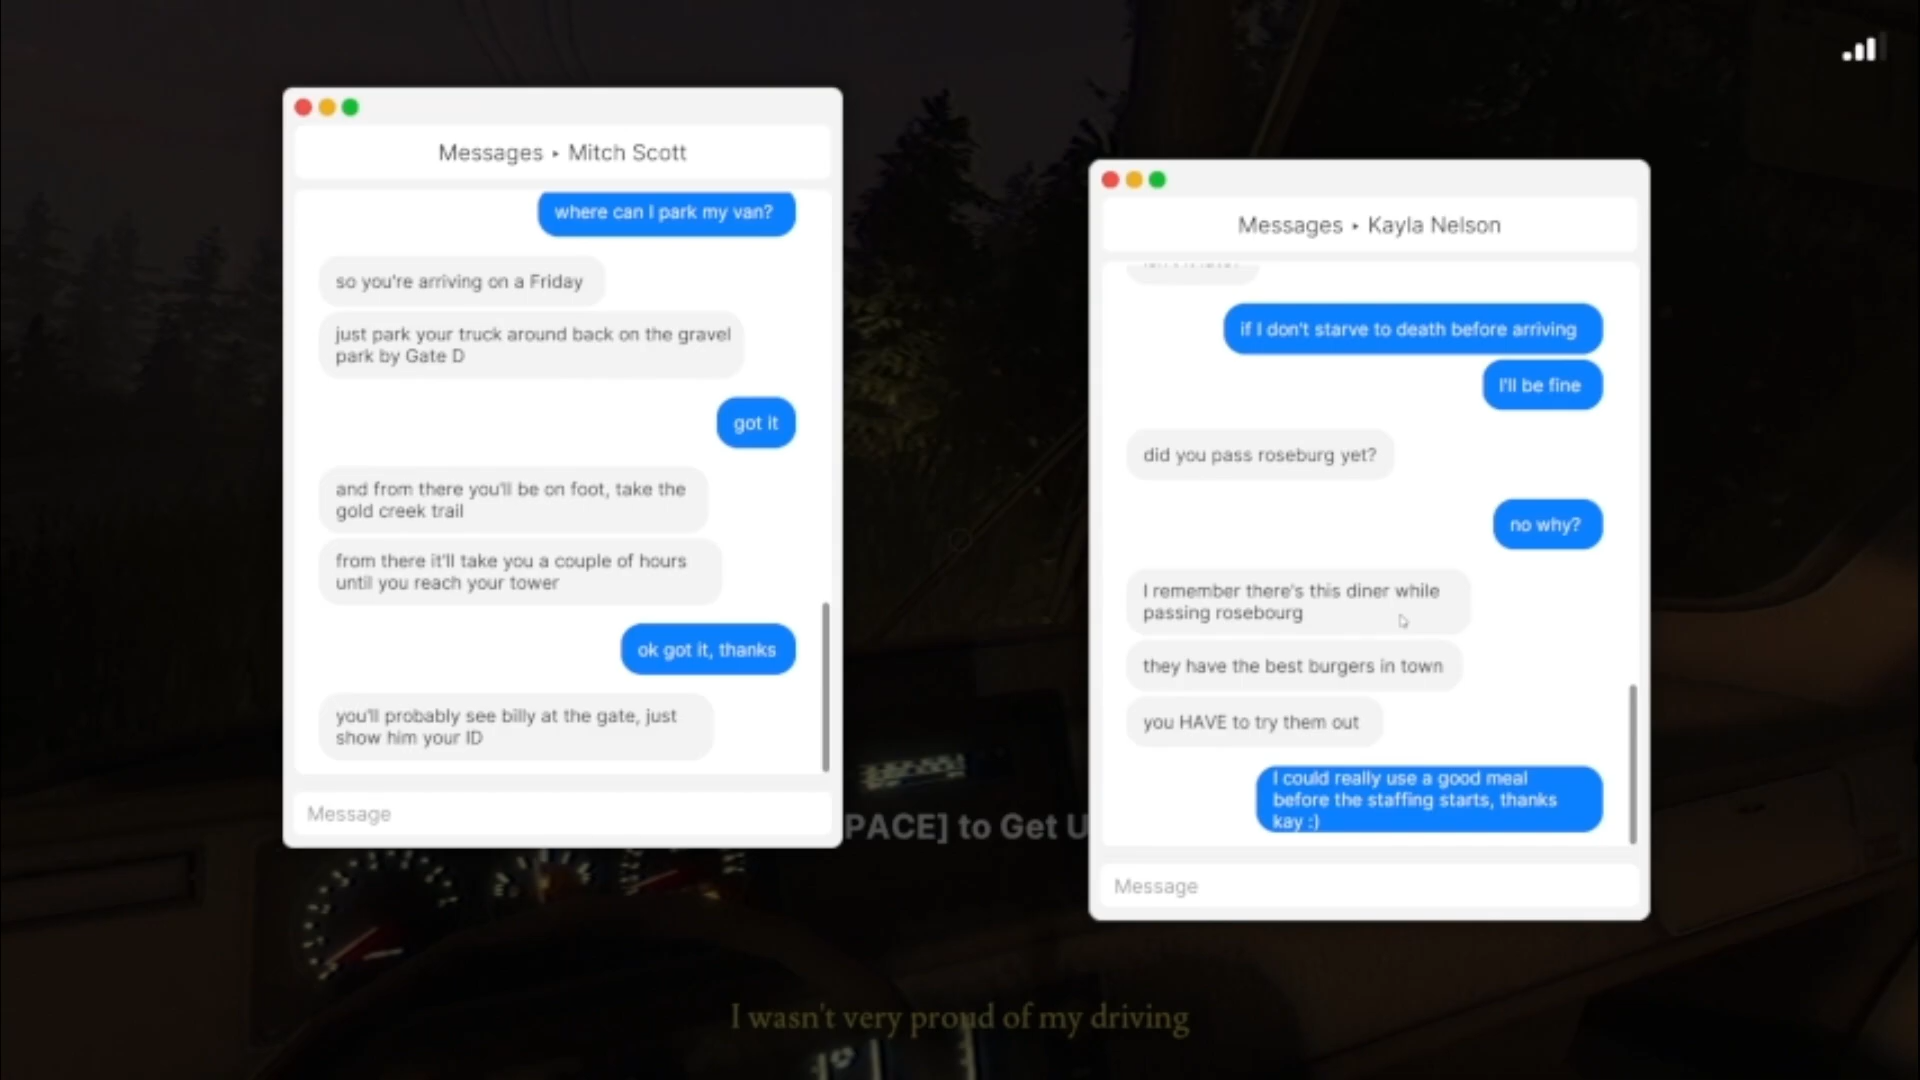 Messages ‣ Mitch Scott
where can I park my van?
so you're arriving on a Friday
just park your truck around back on the gravel
park by Gate D
got it
and from there you'll be on foot, take the
gold creek trail
from there it'll take you a couple of hours
until you reach your tower
ok got it, thanks
you'll probably see billy at the gate, just
show him your ID
Message
Messages ‣ Kayla Nelson
if I don't starve to death before arriving
I'll be fine
did you pass roseburg yet?
no why?
I remember there's this diner while
passing rosebourg
they have the best burgers in town
you HAVE to try them out
I could really use a good meal
before the staffing starts, thanks
kay :)
Message
PACE] to Get U
I wasn't very proud of my driving